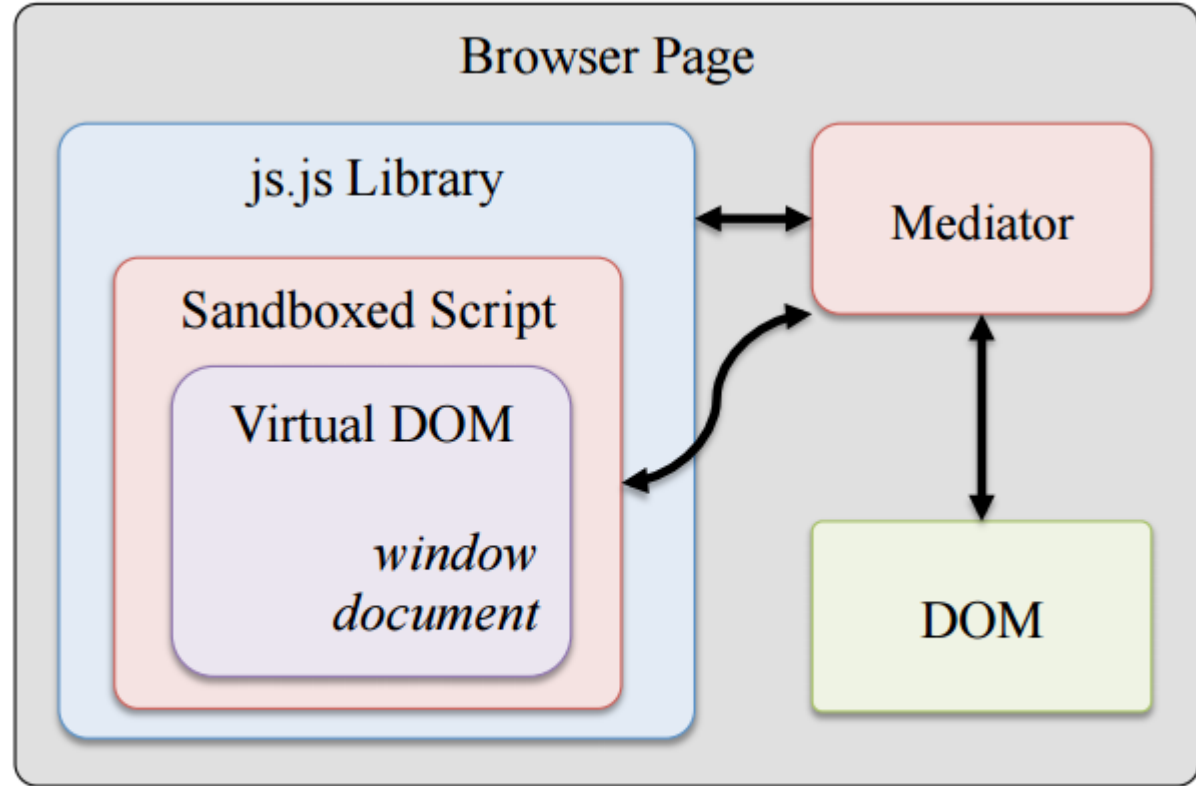 Browser Page
js.js Library
Mediator
Sandboxed Script
Virtual DOM
window
document
DOM